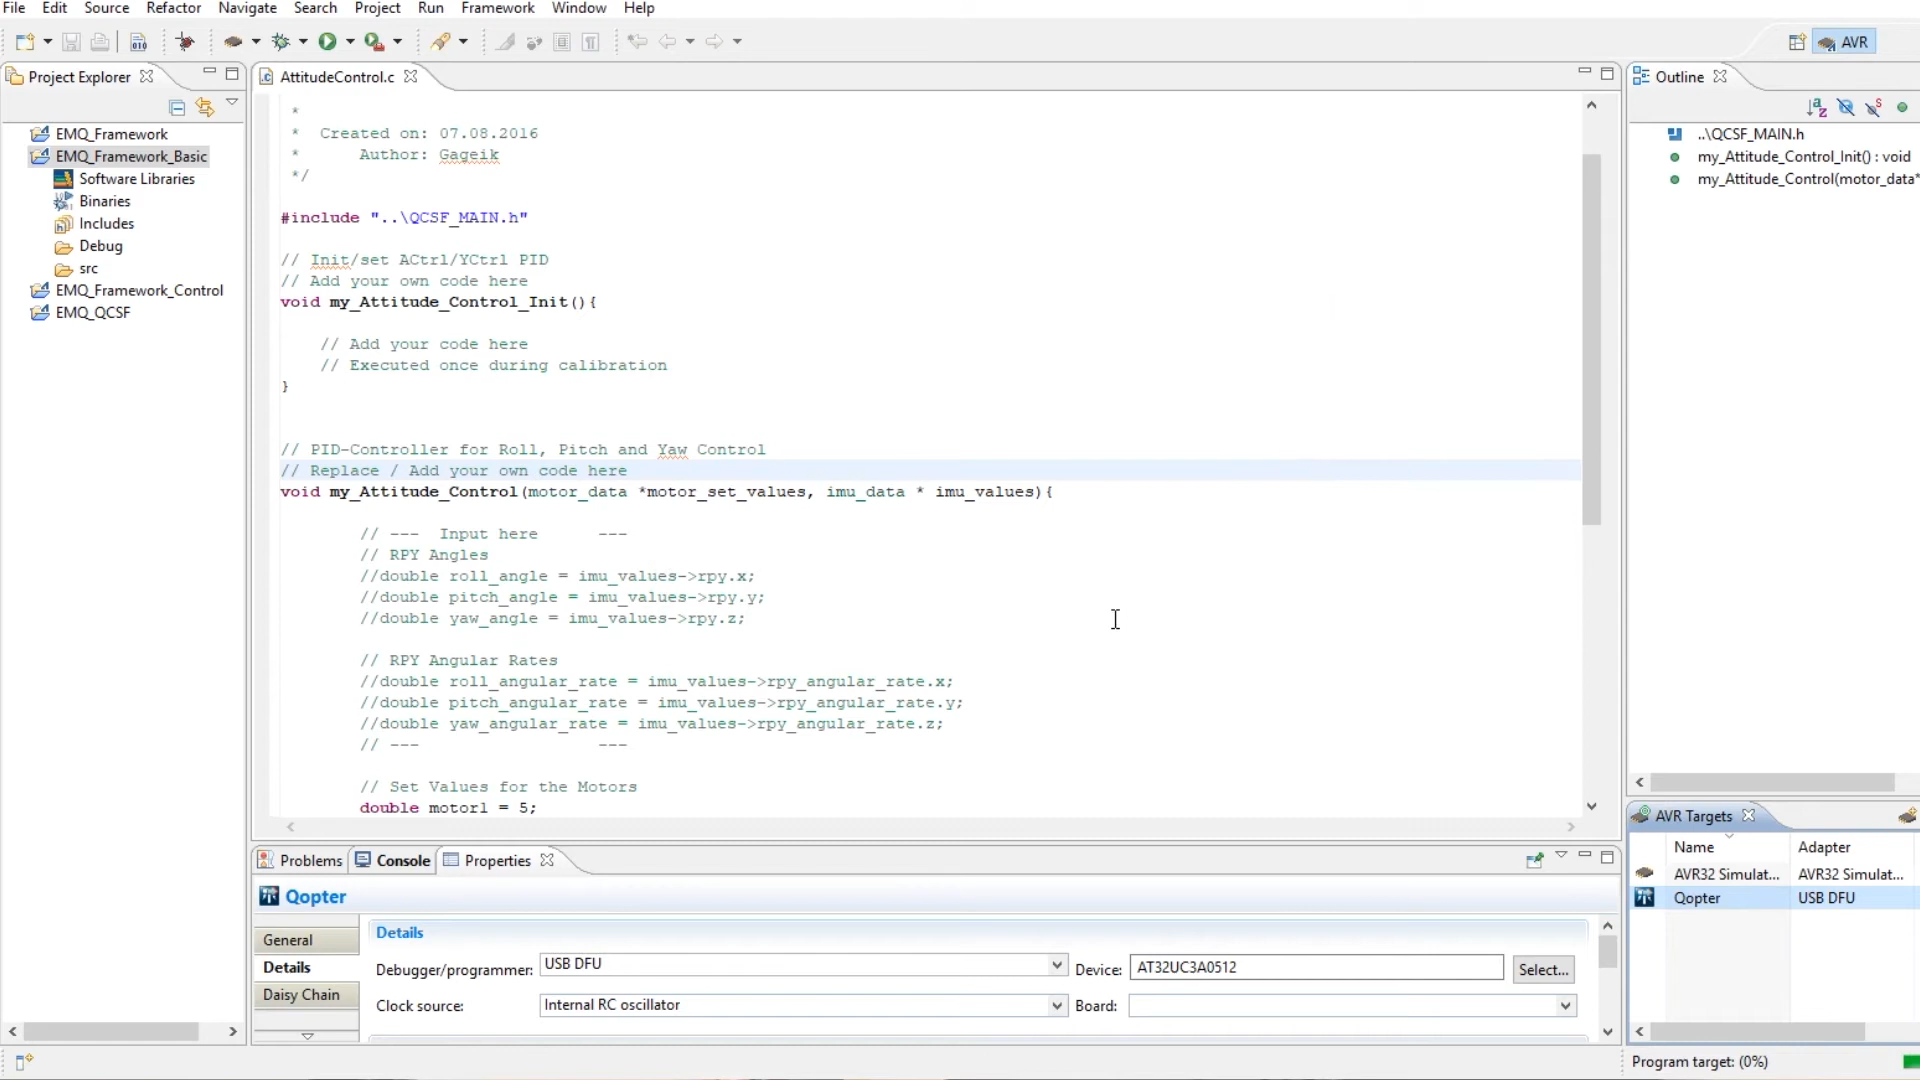 File Edit Source Refactor Navigate Search Project Run Framework Window Help
AVR
Project Explorer
EMQ_Framework
EMQ_Framework_Basic
Software Libraries
Binaries
Includes
Debug
src
EMQ_Framework_Control
EMQ_QCSF
AttitudeControl.c
*
* Created on: 07.08.2016
* Author: Gageik
*/
#include "..\QCSF_MAIN.h"
// Init/set ACtrl/YCtrl PID
// Add your own code here
void my_Attitude_Control_Init(){
// Add your code here
// Executed once during calibration
}
// PID-Controller for Roll, Pitch and Yaw Control
// Replace / Add your own code here
void my_Attitude_Control(motor_data *motor_set_values, imu_data * imu_values){
// --- Input here ---
// RPY Angles
//double roll_angle = imu_values->rpy.x;
//double pitch_angle = imu_values->rpy.y;
//double yaw_angle = imu_values->rpy.z;
// RPY Angular Rates
//double roll_angular_rate = imu_values->rpy_angular_rate.x;
//double pitch_angular_rate = imu_values->rpy_angular_rate.y;
//double yaw_angular_rate = imu_values->rpy_angular_rate.z;
// --- ---
// Set Values for the Motors
double motor1 = 5;
Outline
..\QCSF_MAIN.h
my_Attitude_Control_Init() : void
my_Attitude_Control(motor_data*
Problems Console Properties
Qopter
General
Details
Daisy Chain
Details
Debugger/programmer: USB DFU Device: AT32UC3A0512 Select...
Clock source: Internal RC oscillator Board:
AVR Targets
Name Adapter
AVR32 Simulat... AVR32 Simulat...
Qopter USB DFU
Program target: (0%)